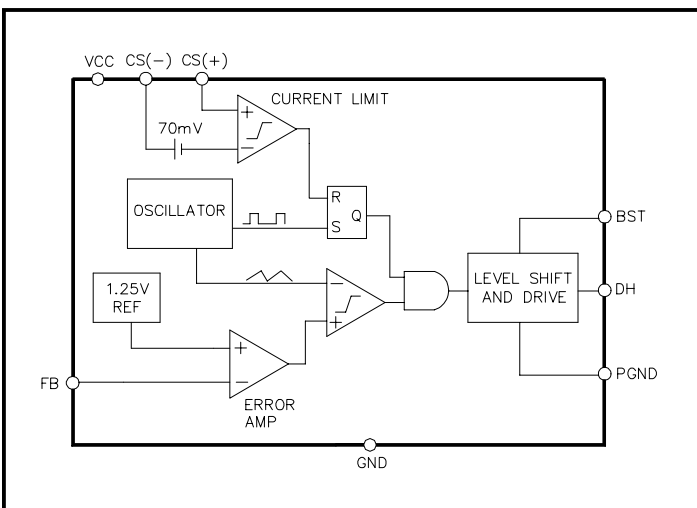 VCC CS(−) CS(+)
CURRENT LIMIT
+
70mV
−
R
OSCILLATOR
Q
S
BST
LEVEL SHIFT
AND DRIVE
−
1.25V
REF
DH
+
+
FB
−
PGND
ERROR
AMP
GND